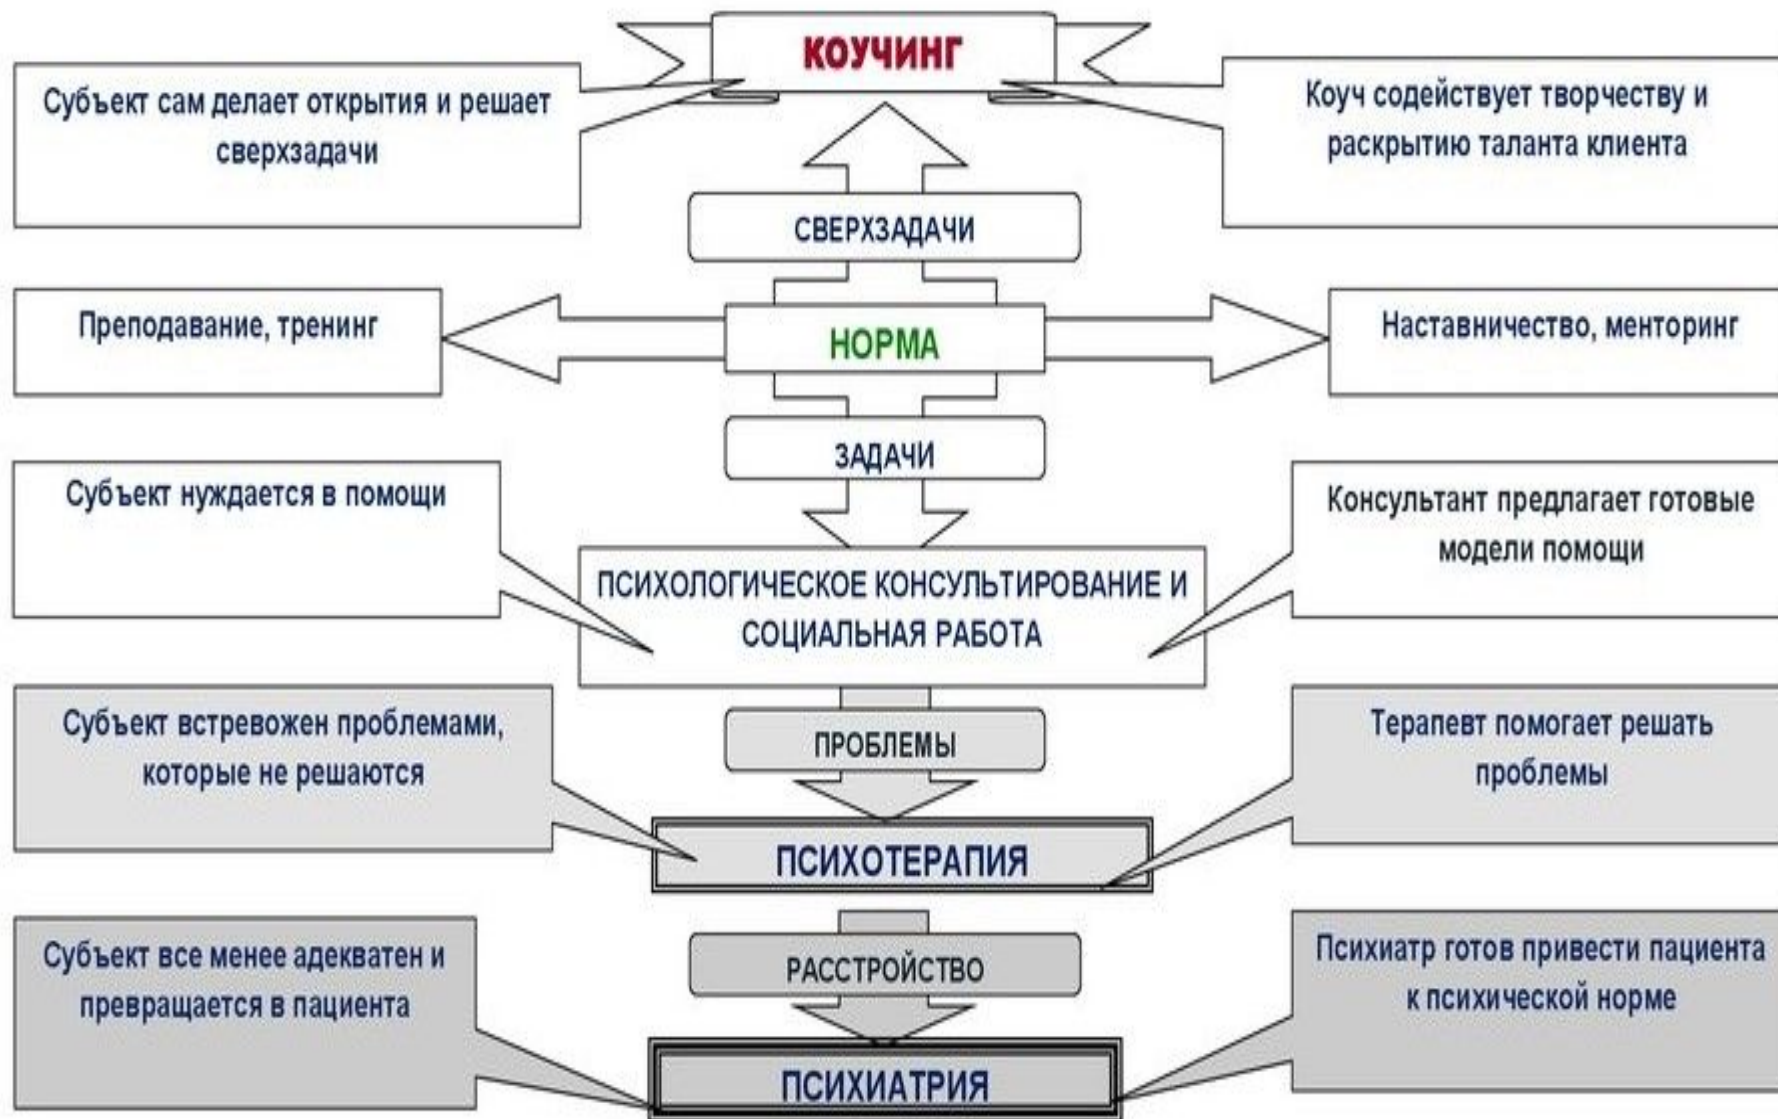 КОУЧИНГ
Субъект сам делает открытия и решает
сверхзадачи
Коуч содействует творчеству и
раскрытию таланта клиента
СВЕРХЗАДАЧИ
Преподавание, тренинг
НОРМА
Наставничество, менторинг
ЗАДАЧИ
Субъект нуждается в помощи
Консультант предлагает готовые
модели помощи
ПСИХОЛОГИЧЕСКОЕ КОНСУЛЬТИРОВАНИЕ И
СОЦИАЛЬНАЯ РАБОТА
Субъект встревожен проблемами,
которые не решаются
ПРОБЛЕМЫ
Терапевт помогает решать
проблемы
ПСИХОТЕРАПИЯ
Субъект все менее адекватен и
превращается в пациента
РАССТРОЙСТВО
Психиатр готов привести пациента
к психической норме
ПСИХИАТРИЯ